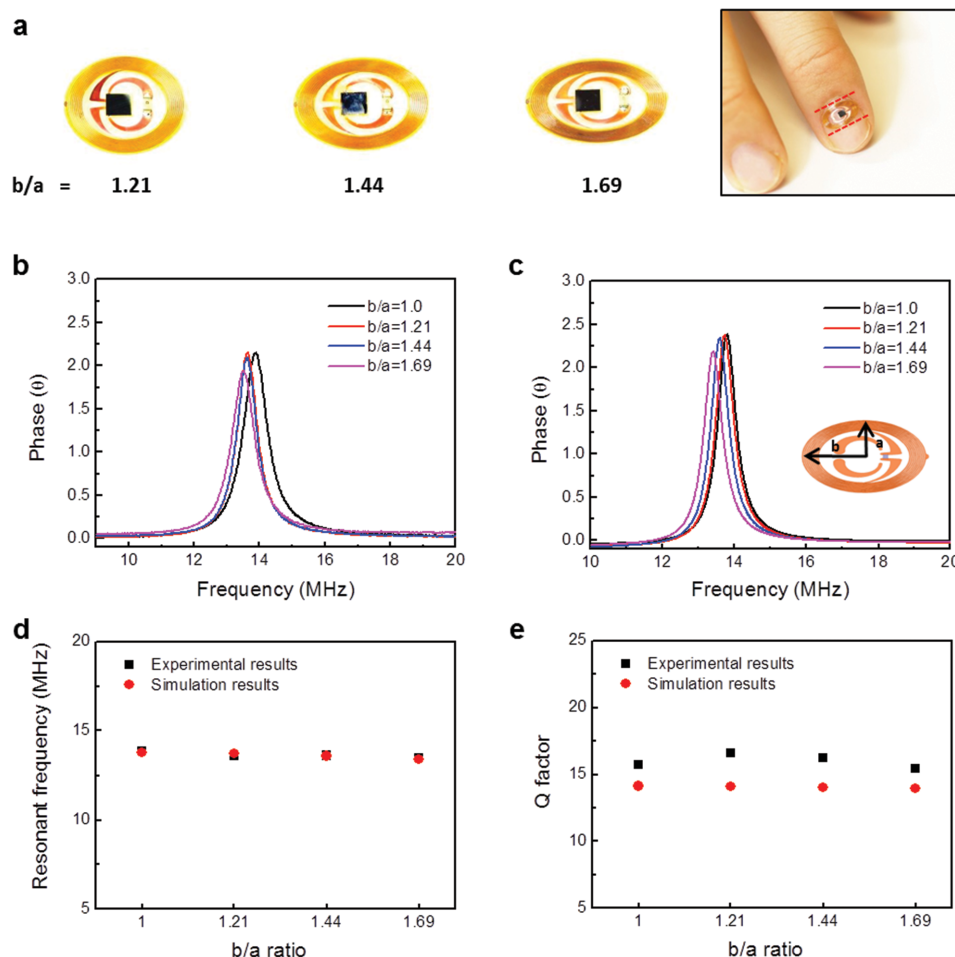 a
b/a = 1.21 1.44 1.69
b
3.0
2.5
2.0
1.5
1.0
0.5
0.0
Phase (θ)
b/a=1.0
b/a=1.21
b/a=1.44
b/a=1.69
10 12 14 16 18 20
Frequency (MHz)
c
3.0
2.5
2.0
1.5
1.0
0.5
0.0
Phase (θ)
b/a=1.0
b/a=1.21
b/a=1.44
b/a=1.69
b a
10 12 14 16 18 20
Frequency (MHz)
d
20
15
10
5
Resonant frequency (MHz)
Experimental results
Simulation results
1 1.21 1.44 1.69
b/a ratio
e
25
20
15
10
5
Q factor
Experimental results
Simulation results
1 1.21 1.44 1.69
b/a ratio